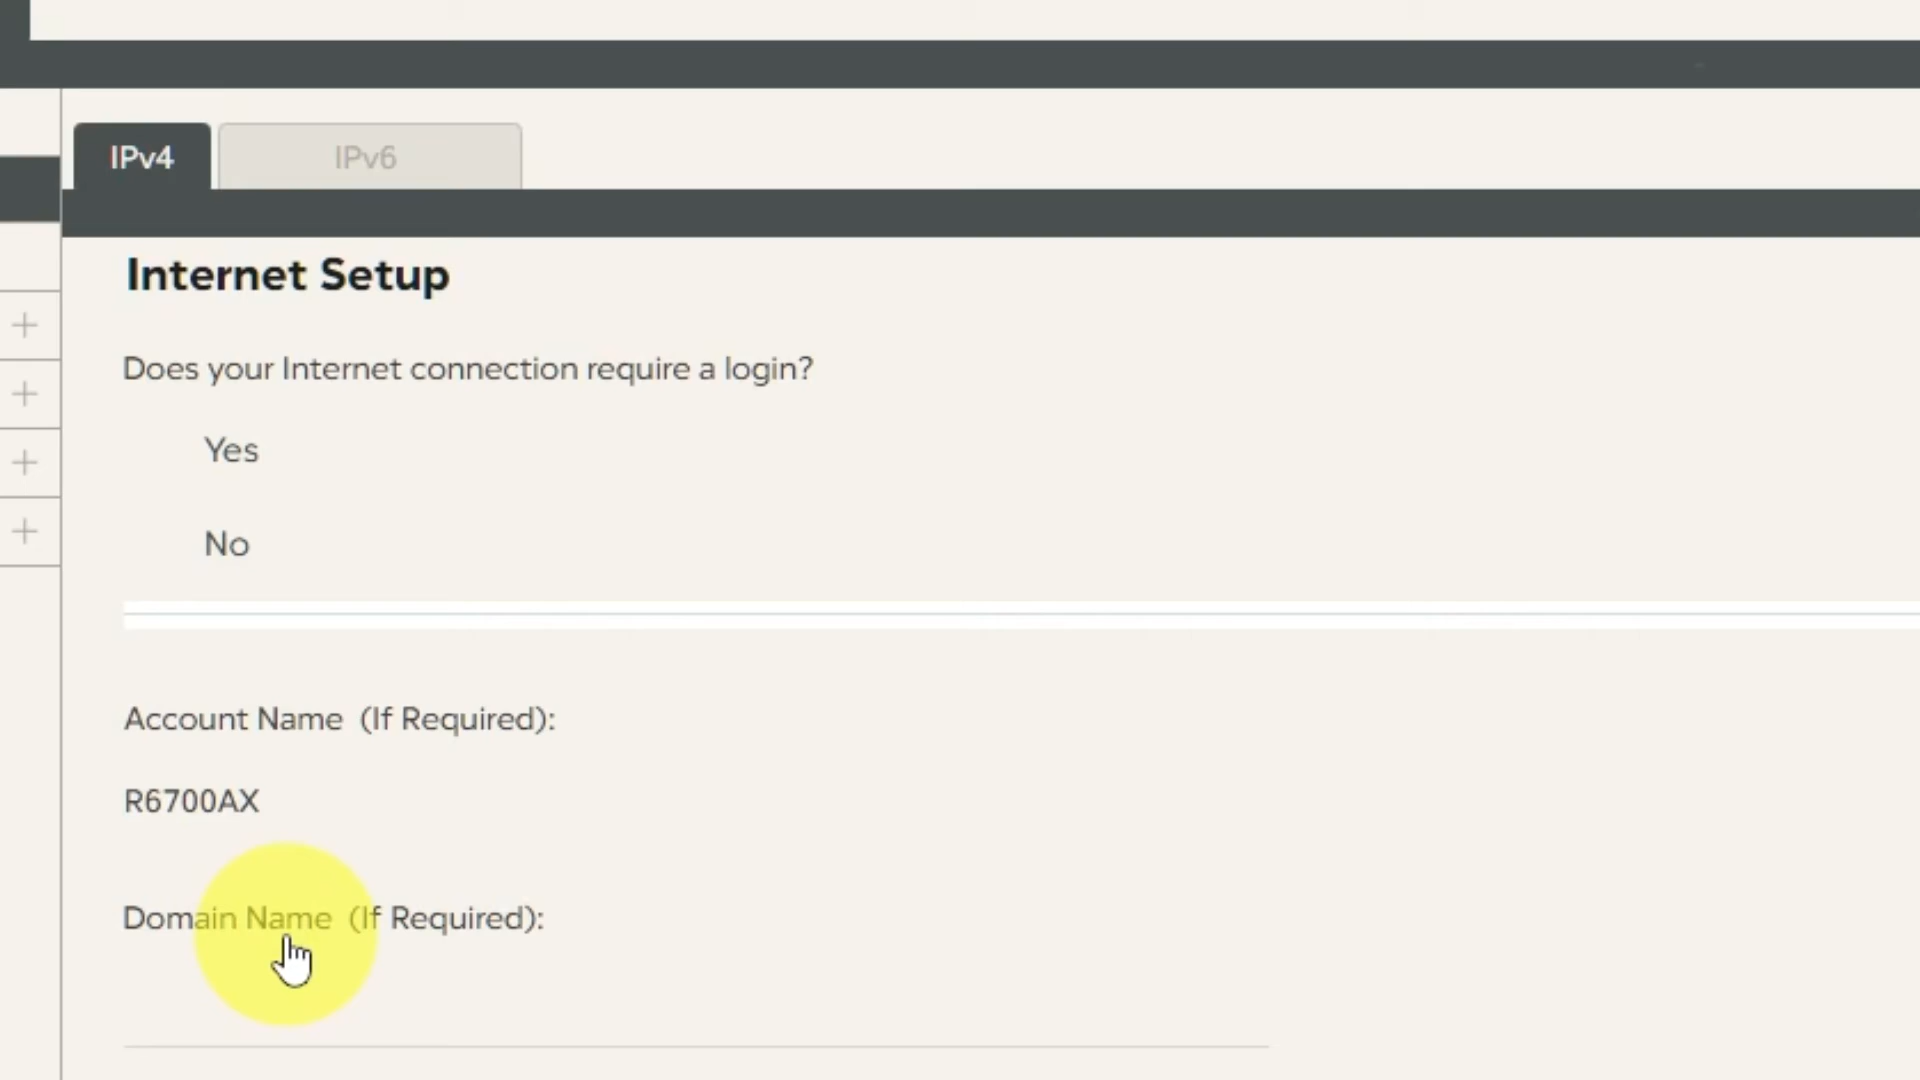 IPv4
IPv6
Internet Setup
Does your Internet connection require a login?
Yes
No
Account Name (If Required):
R6700AX
Domain Name (If Required):